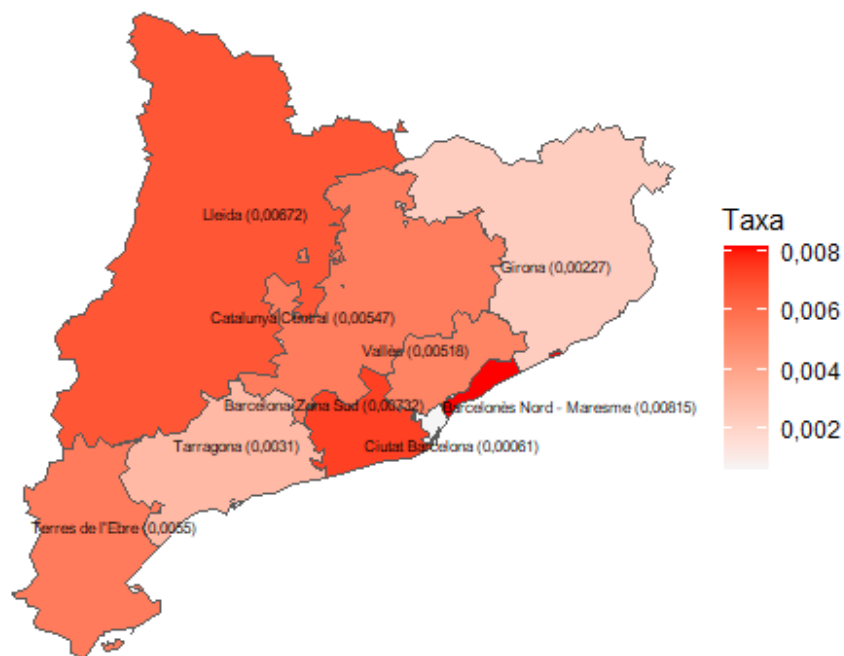 Lleida (0,00672)
Girona (0,00227)
Catalunya Central (0,00547)
Vallès (0,00518)
Barcelona Zona Sud (0,00732)
Barcelonès Nord - Maresme (0,00815)
Tarragona (0,0031)
Ciutat Barcelona (0,00061)
Terres de l"Ebre (0,0055)
Taxa
0,008
0,006
0,004
0,002